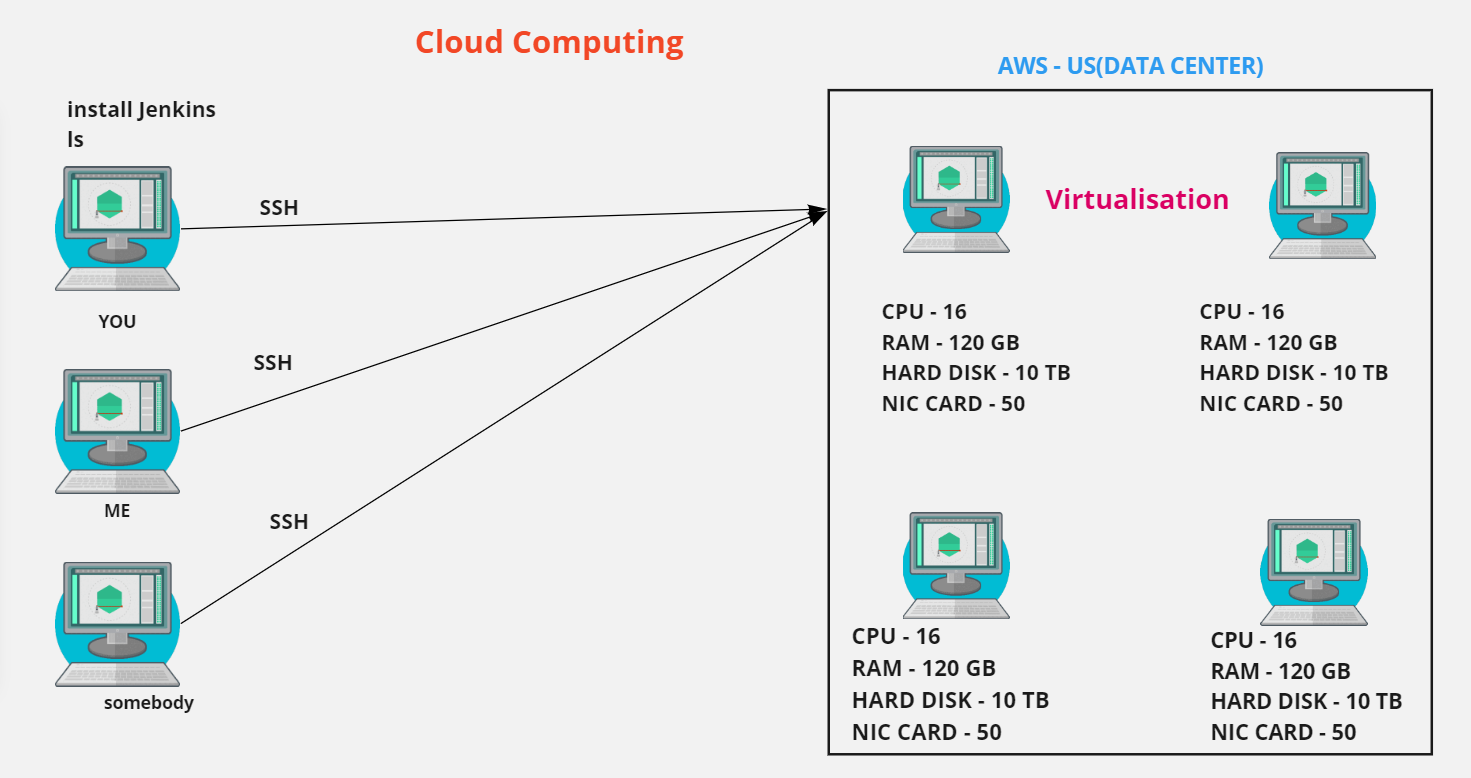 Cloud Computing
AWS - US(DATA CENTER)
install Jenkins
ls
SSH
YOU
SSH
ME
SSH
somebody
Virtualisation
CPU - 16
RAM - 120 GB
HARD DISK - 10 TB
NIC CARD - 50
CPU - 16
RAM - 120 GB
HARD DISK - 10 TB
NIC CARD - 50
CPU - 16
RAM - 120 GB
HARD DISK - 10 TB
NIC CARD - 50
CPU - 16
RAM - 120 GB
HARD DISK - 10 TB
NIC CARD - 50